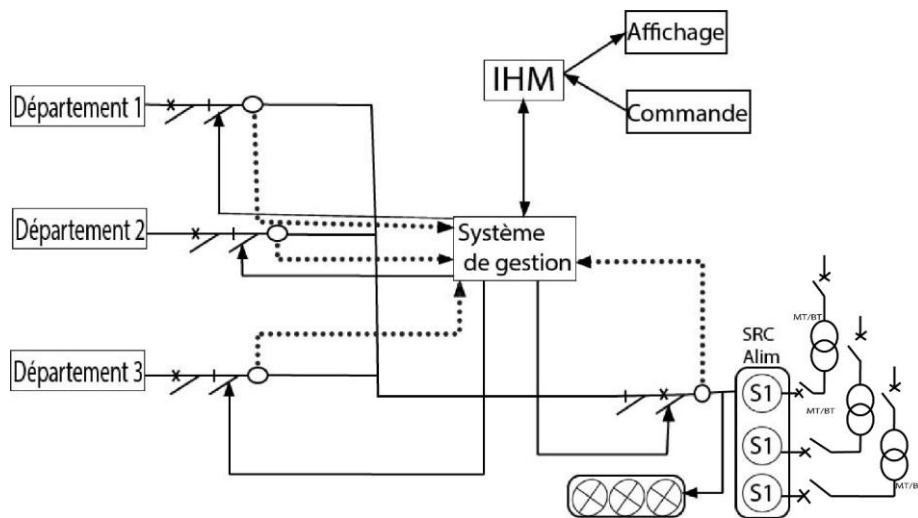 Affichage
IHM
Commande
Département 1
Département 2
Système
de gestion
Département 3
SRC
Alim
MT/BT
S1
MT/BT
S1
S1
MT/B